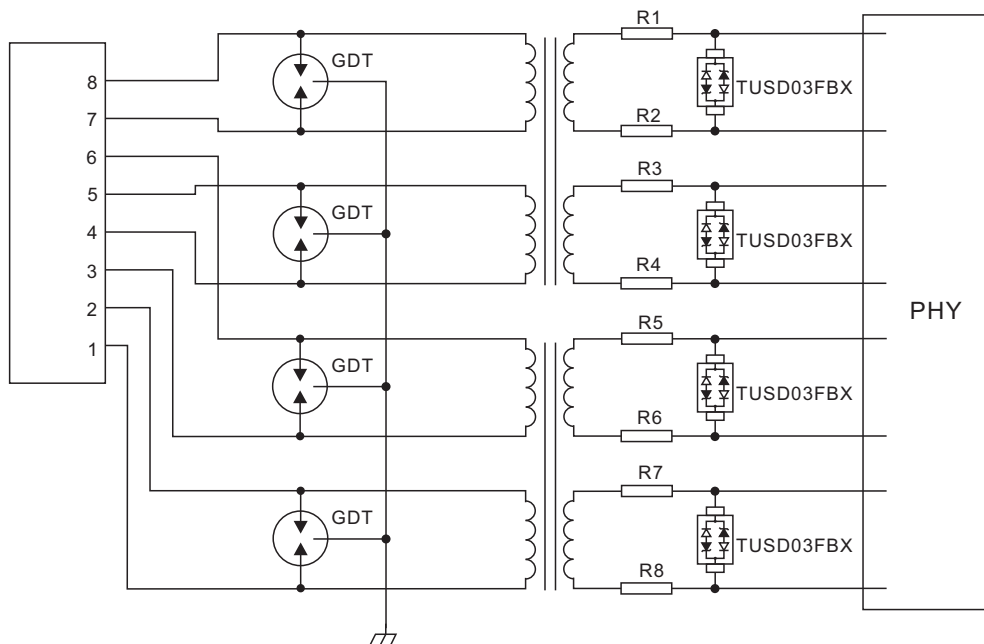 R1
GDT
8
TUSD03FBX
7
R2
6
R3
5
GDT
4
TUSD03FBX
3
R4
2
PHY
R5
1
GDT
TUSD03FBX
R6
R7
GDT
TUSD03FBX
R8